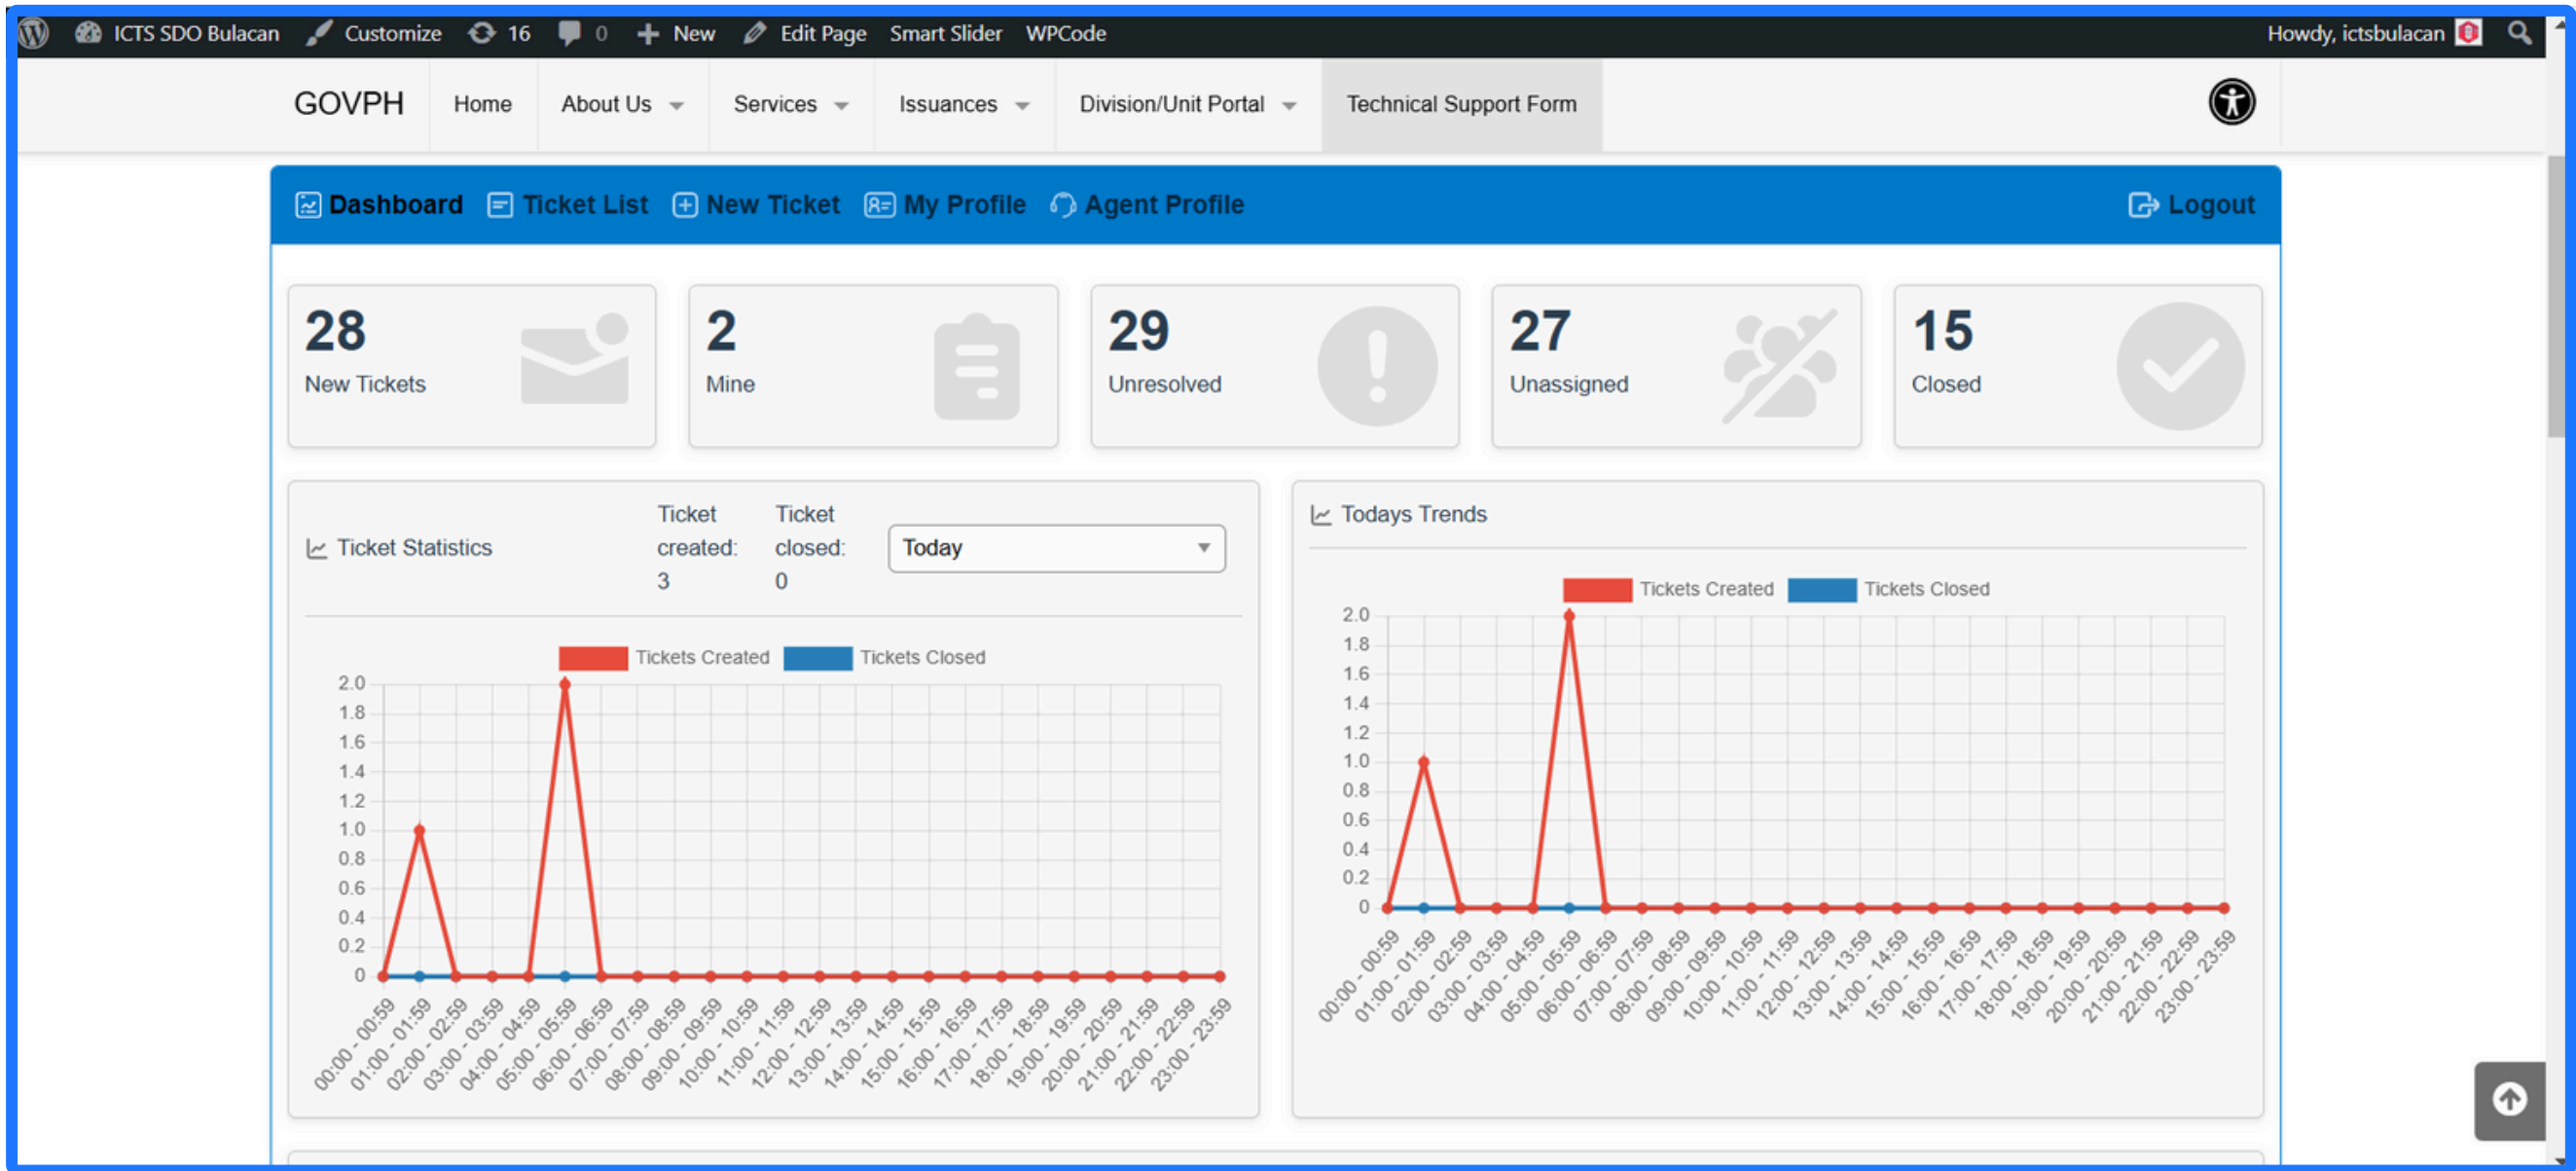 ICTS SDO Bulacan Customize 16 0 New Edit Page Smart Slider WPCode Howdy, ictsbulacan
GOVPH Home About Us Services Issuances Division/Unit Portal Technical Support Form
Dashboard Ticket List New Ticket My Profile Agent Profile Logout
28
New Tickets
2
Mine
29
Unresolved
27
Unassigned
15
Closed
Ticket Statistics
Ticket
created:
3
Ticket
closed:
0
Today
Tickets Created Tickets Closed
2.0
1.8
1.6
1.4
1.2
1.0
0.8
0.6
0.4
0.2
0
00:00 - 00:59
01:00 - 01:59
02:00 - 02:59
03:00 - 03:59
04:00 - 04:59
05:00 - 05:59
06:00 - 06:59
07:00 - 07:59
08:00 - 08:59
09:00 - 09:59
10:00 - 10:59
11:00 - 11:59
12:00 - 12:59
13:00 - 13:59
14:00 - 14:59
15:00 - 15:59
16:00 - 16:59
17:00 - 17:59
18:00 - 18:59
19:00 - 19:59
20:00 - 20:59
21:00 - 21:59
22:00 - 22:59
23:00 - 23:59
Todays Trends
Tickets Created Tickets Closed
2.0
1.8
1.6
1.4
1.2
1.0
0.8
0.6
0.4
0.2
0
00:00 - 00:59
01:00 - 01:59
02:00 - 02:59
03:00 - 03:59
04:00 - 04:59
05:00 - 05:59
06:00 - 06:59
07:00 - 07:59
08:00 - 08:59
09:00 - 09:59
10:00 - 10:59
11:00 - 11:59
12:00 - 12:59
13:00 - 13:59
14:00 - 14:59
15:00 - 15:59
16:00 - 16:59
17:00 - 17:59
18:00 - 18:59
19:00 - 19:59
20:00 - 20:59
21:00 - 21:59
22:00 - 22:59
23:00 - 23:59